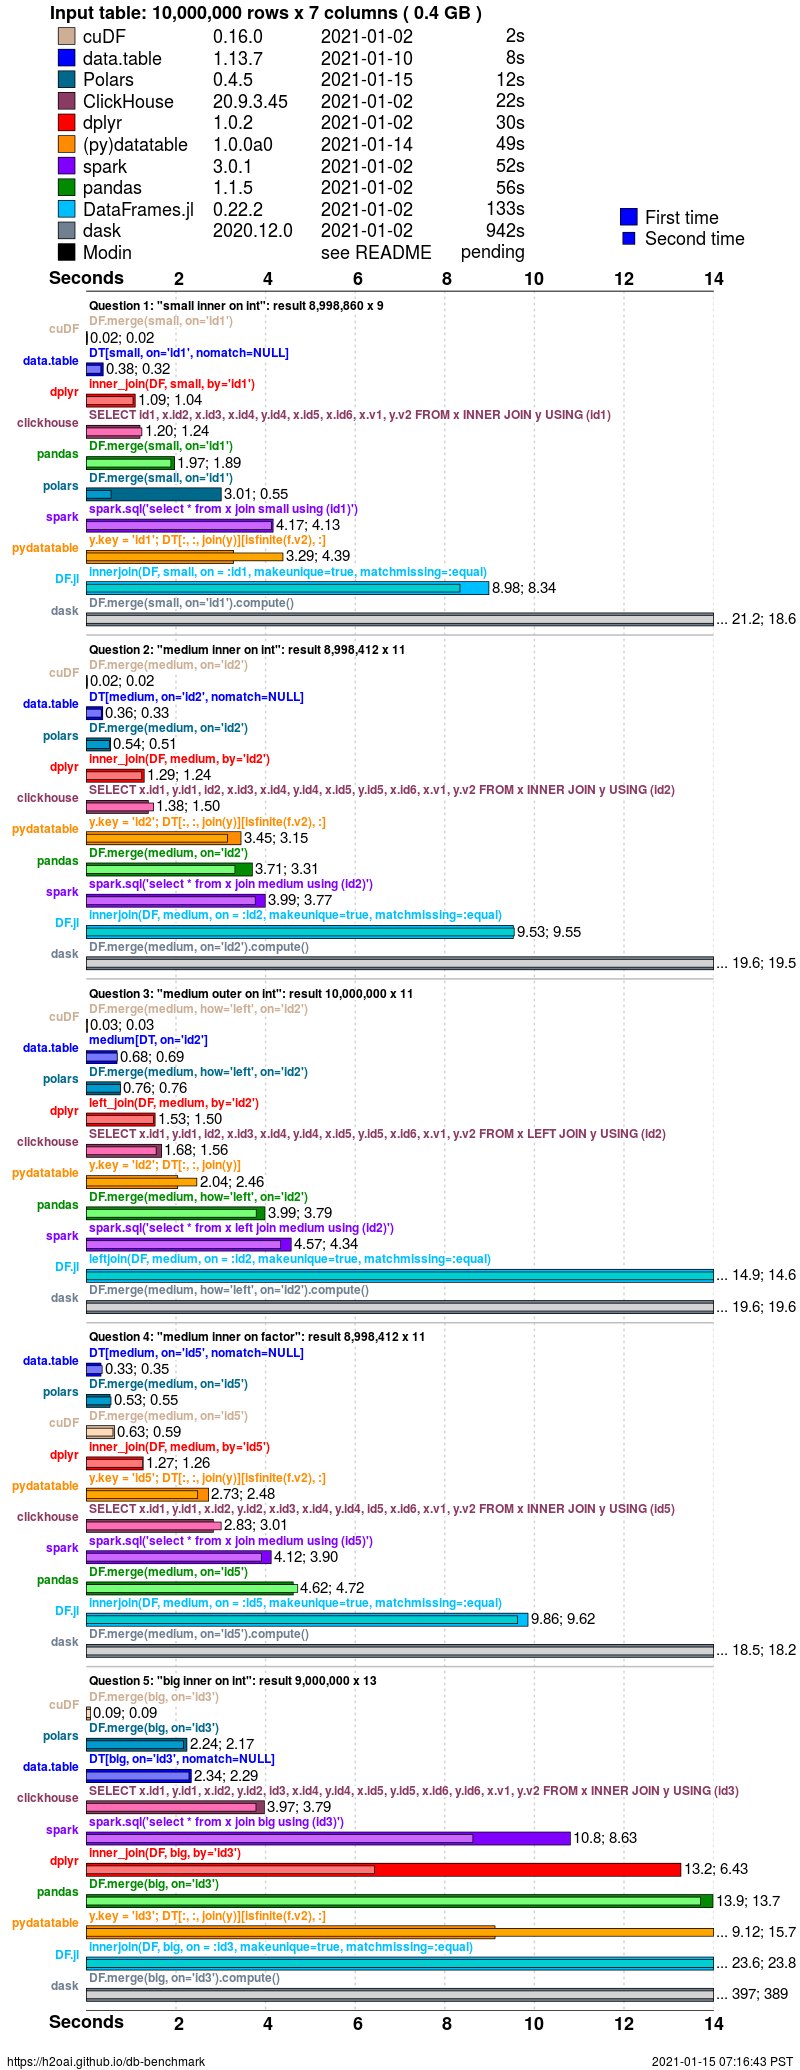 Input table: 10,000,000 rows x 7 columns ( 0.4 GB )
cuDF 0.16.0 2021-01-02 2s
data.table 1.13.7 2021-01-10 8s
Polars 0.4.5 2021-01-15 12s
ClickHouse 20.9.3.45 2021-01-02 22s
dplyr 1.0.2 2021-01-02 30s
(py)datatable 1.0.0a0 2021-01-14 49s
spark 3.0.1 2021-01-02 52s
pandas 1.1.5 2021-01-02 56s
DataFrames.jl 0.22.2 2021-01-02 133s
dask 2020.12.0 2021-01-02 942s
Modin see README pending
First time
Second time
Seconds 2 4 6 8 10 12 14
Question 1: "small inner on int": result 8,998,860 x 9
DF.merge(small, on='id1')
cuDF 0.02; 0.02
DT[small, on='id1', nomatch=NULL]
data.table 0.38; 0.32
inner_join(DF, small, by='id1')
dplyr 1.09; 1.04
SELECT id1, x.id2, x.id3, x.id4, y.id4, x.id5, x.id6, x.v1, y.v2 FROM x INNER JOIN y USING (id1)
clickhouse 1.20; 1.24
DF.merge(small, on='id1')
pandas 1.97; 1.89
DF.merge(small, on='id1')
polars 3.01; 0.55
spark.sql('select * from x join small using (id1)')
spark 4.17; 4.13
y.key = 'id1'; DT[:, :, join(y)][isfinite(f.v2), :]
pydatatable 3.29; 4.39
innerjoin(DF, small, on = :id1, makeunique=true, matchmissing=:equal)
DF.jl 8.98; 8.34
DF.merge(small, on='id1').compute()
dask ... 21.2; 18.6
Question 2: "medium inner on int": result 8,998,412 x 11
DF.merge(medium, on='id2')
cuDF 0.02; 0.02
DT[medium, on='id2', nomatch=NULL]
data.table 0.36; 0.33
DF.merge(medium, on='id2')
polars 0.54; 0.51
inner_join(DF, medium, by='id2')
dplyr 1.29; 1.24
SELECT x.id1, y.id1, id2, x.id3, x.id4, y.id4, x.id5, y.id5, x.id6, x.v1, y.v2 FROM x INNER JOIN y USING (id2)
clickhouse 1.38; 1.50
y.key = 'id2'; DT[:, :, join(y)][isfinite(f.v2), :]
pydatatable 3.45; 3.15
DF.merge(medium, on='id2')
pandas 3.71; 3.31
spark.sql('select * from x join medium using (id2)')
spark 3.99; 3.77
innerjoin(DF, medium, on = :id2, makeunique=true, matchmissing=:equal)
DF.jl 9.53; 9.55
DF.merge(medium, on='id2').compute()
dask ... 19.6; 19.5
Question 3: "medium outer on int": result 10,000,000 x 11
DF.merge(medium, how='left', on='id2')
cuDF 0.03; 0.03
medium[DT, on='id2']
data.table 0.68; 0.69
DF.merge(medium, how='left', on='id2')
polars 0.76; 0.76
left_join(DF, medium, by='id2')
dplyr 1.53; 1.50
SELECT x.id1, y.id1, id2, x.id3, x.id4, y.id4, x.id5, y.id5, x.id6, x.v1, y.v2 FROM x LEFT JOIN y USING (id2)
clickhouse 1.68; 1.56
y.key = 'id2'; DT[:, :, join(y)]
pydatatable 2.04; 2.46
DF.merge(medium, how='left', on='id2')
pandas 3.99; 3.79
spark.sql('select * from x left join medium using (id2)')
spark 4.57; 4.34
leftjoin(DF, medium, on = :id2, makeunique=true, matchmissing=:equal)
DF.jl ... 14.9; 14.6
DF.merge(medium, how='left', on='id2').compute()
dask ... 19.6; 19.6
Question 4: "medium inner on factor": result 8,998,412 x 11
DT[medium, on='id5', nomatch=NULL]
data.table 0.33; 0.35
DF.merge(medium, on='id5')
polars 0.53; 0.55
DF.merge(medium, on='id5')
cuDF 0.63; 0.59
inner_join(DF, medium, by='id5')
dplyr 1.27; 1.26
y.key = 'id5'; DT[:, :, join(y)][isfinite(f.v2), :]
pydatatable 2.73; 2.48
SELECT x.id1, y.id1, x.id2, y.id2, x.id3, x.id4, y.id4, id5, x.id6, x.v1, y.v2 FROM x INNER JOIN y USING (id5)
clickhouse 2.83; 3.01
spark.sql('select * from x join medium using (id5)')
spark 4.12; 3.90
DF.merge(medium, on='id5')
pandas 4.62; 4.72
innerjoin(DF, medium, on = :id5, makeunique=true, matchmissing=:equal)
DF.jl 9.86; 9.62
DF.merge(medium, on='id5').compute()
dask ... 18.5; 18.2
Question 5: "big inner on int": result 9,000,000 x 13
DF.merge(big, on='id3')
cuDF 0.09; 0.09
DF.merge(big, on='id3')
polars 2.24; 2.17
DT[big, on='id3', nomatch=NULL]
data.table 2.34; 2.29
SELECT x.id1, y.id1, x.id2, y.id2, id3, x.id4, y.id4, x.id5, y.id5, x.id6, y.id6, x.v1, y.v2 FROM x INNER JOIN y USING (id3)
clickhouse 3.97; 3.79
spark.sql('select * from x join big using (id3)')
spark 10.8; 8.63
inner_join(DF, big, by='id3')
dplyr 13.2; 6.43
DF.merge(big, on='id3')
pandas 13.9; 13.7
y.key = 'id3'; DT[:, :, join(y)][isfinite(f.v2), :]
pydatatable ... 9.12; 15.7
innerjoin(DF, big, on = :id3, makeunique=true, matchmissing=:equal)
DF.jl ... 23.6; 23.8
DF.merge(big, on='id3').compute()
dask ... 397; 389
Seconds 2 4 6 8 10 12 14
https://h2oai.github.io/db-benchmark 2021-01-15 07:16:43 PST